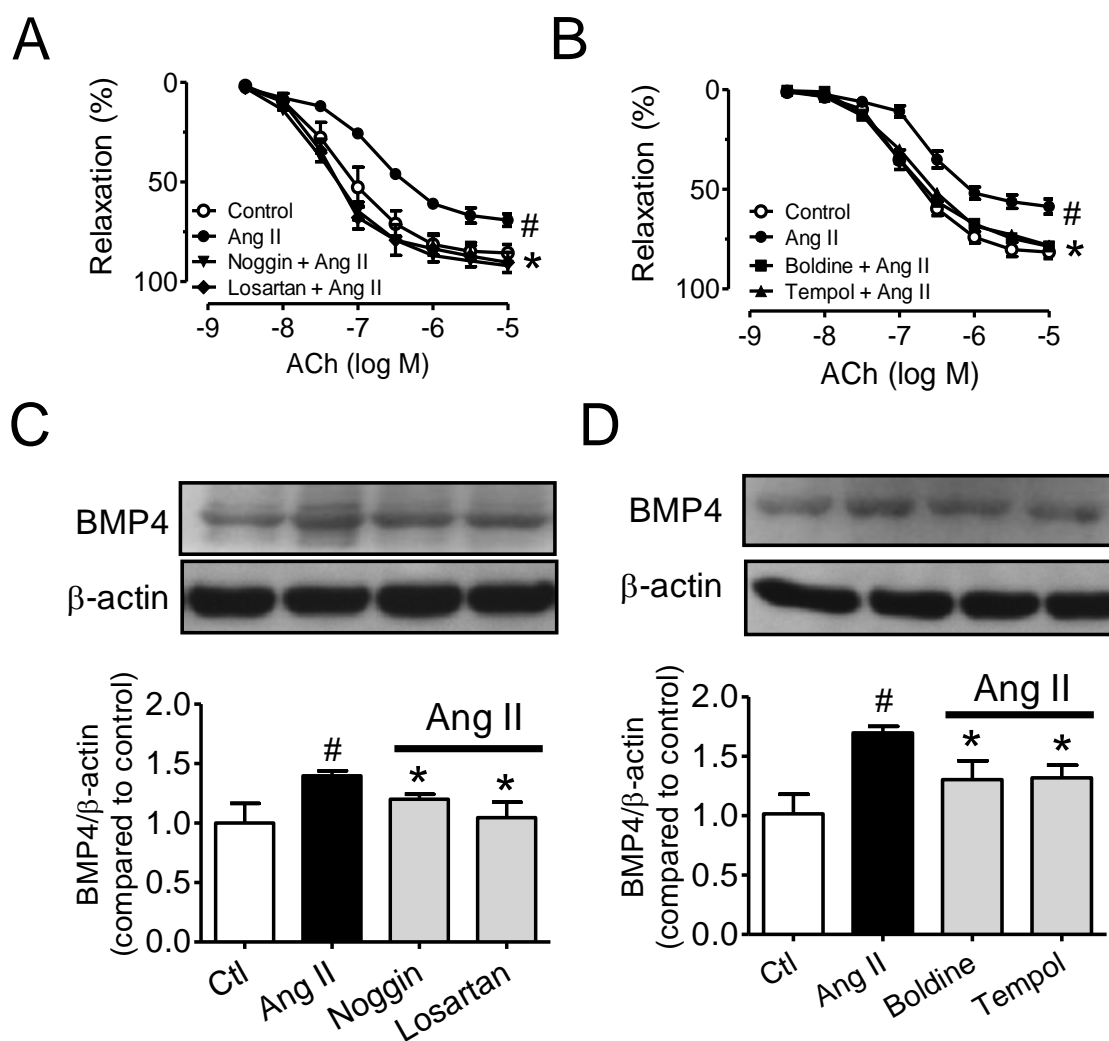 A
Relaxation (%)
0
50
100
Control
Ang II
Noggin + Ang II
Losartan + Ang II
#
*
-9 -8 -7 -6 -5
ACh (log M)
B
Relaxation (%)
0
50
100
Control
Ang II
Boldine + Ang II
Tempol + Ang II
#
*
-9 -8 -7 -6 -5
ACh (log M)
C
BMP4
β-actin
BMP4/β-actin
(compared to control)
2.0
1.5
1.0
0.5
0.0
Ang II
# * *
Ctl Ang II Noggin Losartan
D
BMP4
β-actin
BMP4/β-actin
(compared to control)
2.0
1.5
1.0
0.5
0.0
Ang II
# * *
Ctl Ang II Boldine Tempol